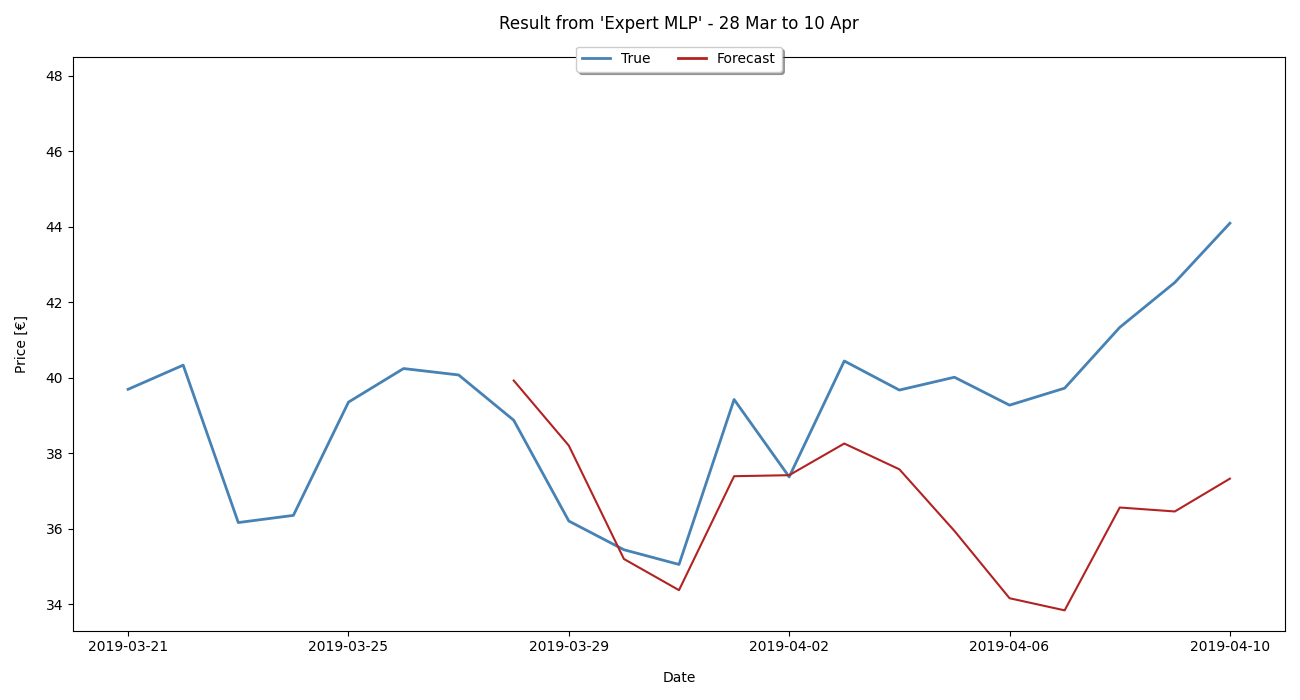 Result from 'Expert MLP' - 28 Mar to 10 Apr
True Forecast
48
46
44
42
40
38
36
34
Price [€]
2019-03-21 2019-03-25 2019-03-29 2019-04-02 2019-04-06 2019-04-10
Date